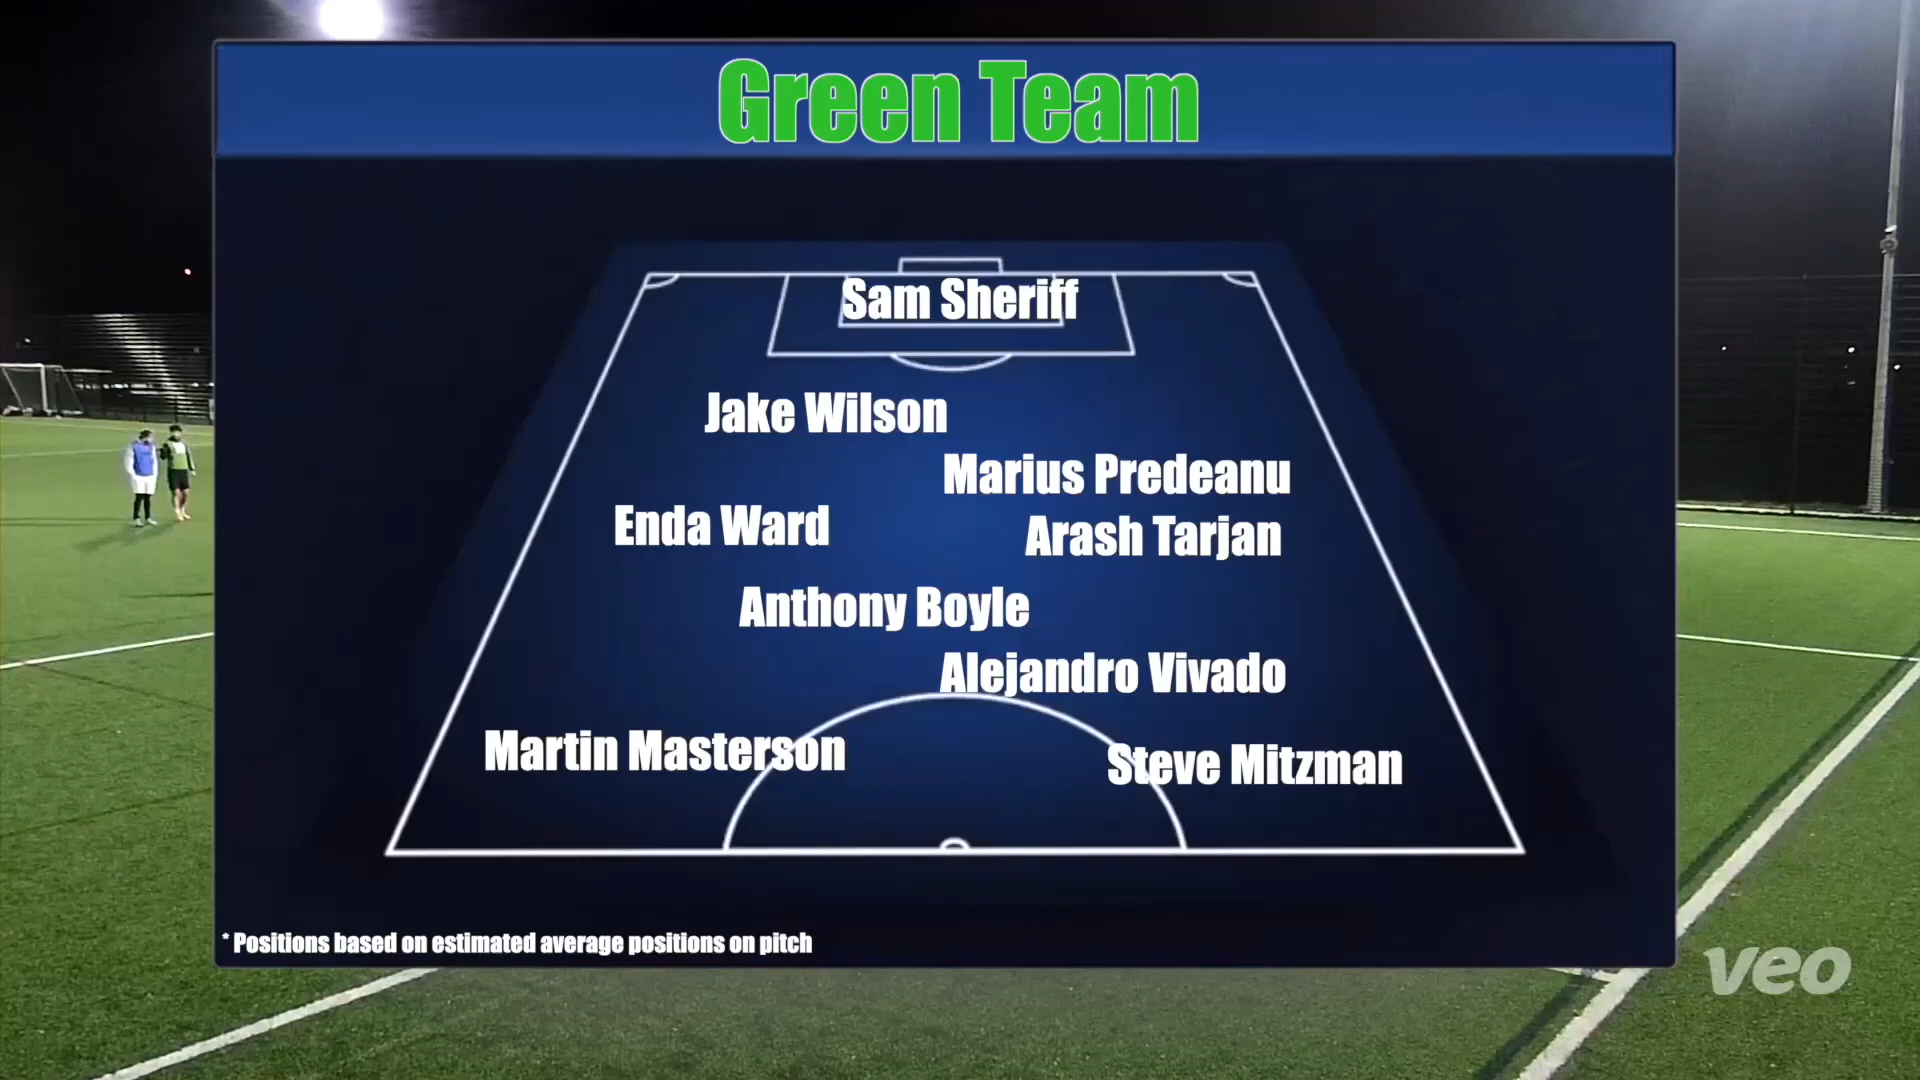 Green Team
Sam Sheriff
Jake Wilson
Marius Predeanu
Enda Ward
Arash Tarjan
Anthony Boyle
Alejandro Vivado
Martin Masterson
Steve Mitzman
* Positions based on estimated average positions on pitch
veo